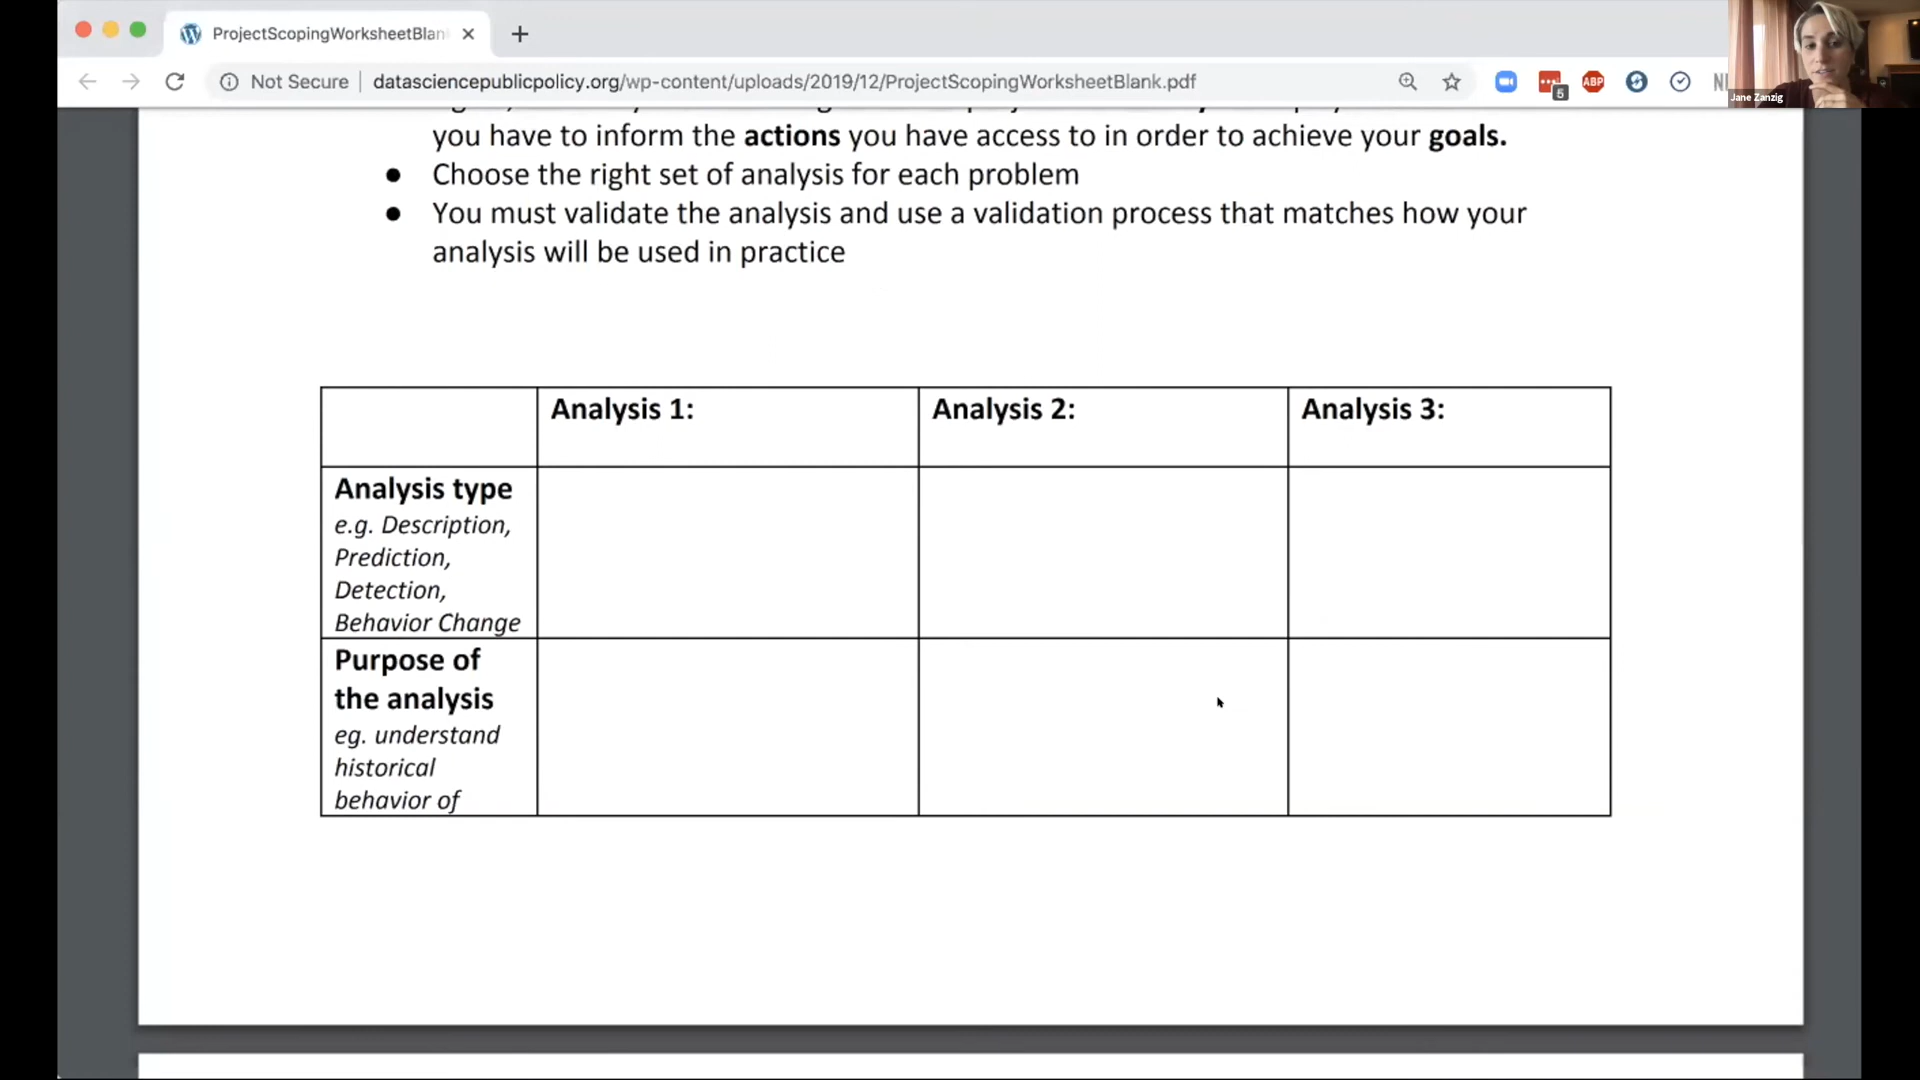 ProjectScopingWorksheetBlan
Not Secure
datasciencepublicpolicy.org/wp-content/uploads/2019/12/ProjectScopingWorksheetBlank.pdf
5
ABP
Jane Zanzig
you have to inform the actions you have access to in order to achieve your goals.
● Choose the right set of analysis for each problem
● You must validate the analysis and use a validation process that matches how your
analysis will be used in practice
Analysis 1:
Analysis 2:
Analysis 3:
Analysis type
e.g. Description,
Prediction,
Detection,
Behavior Change
Purpose of
the analysis
eg. understand
historical
behavior of